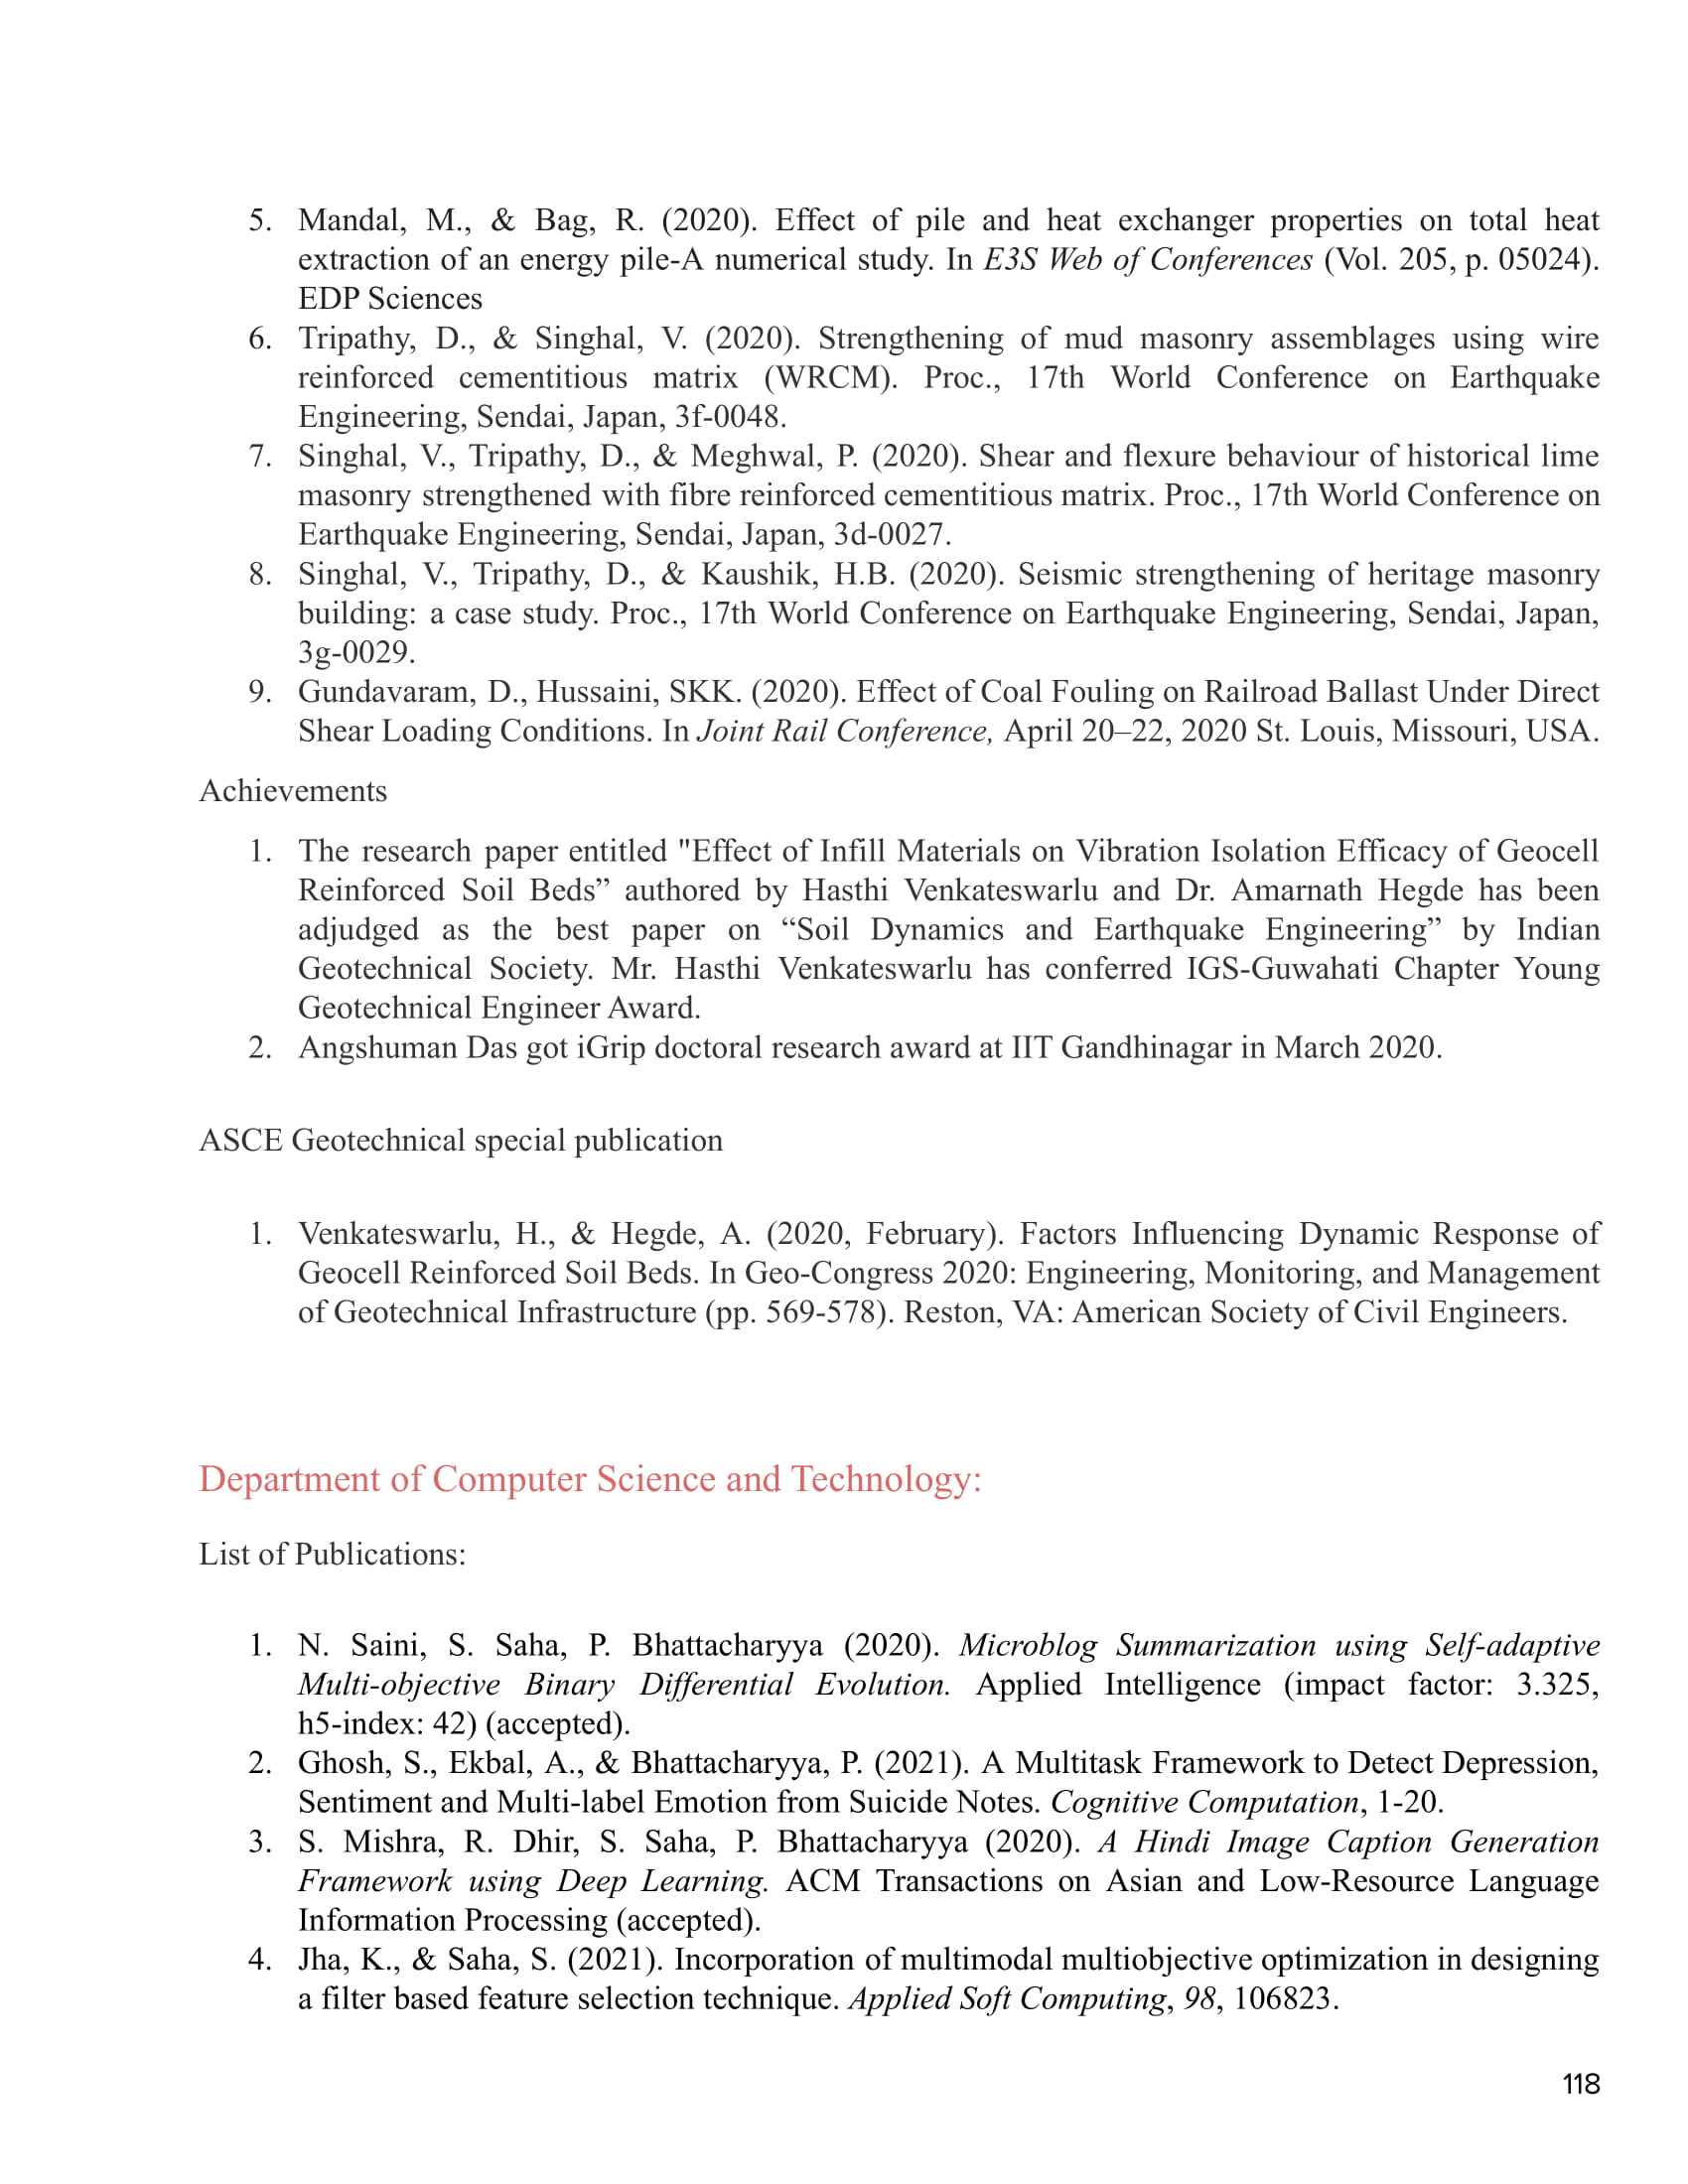 5. Mandal, M., & Bag, R. (2020). Effect of pile and heat exchanger properties on total heat
extraction of an energy pile-A numerical study. In E3S Web of Conferences (Vol. 205, p. 05024).
EDP Sciences
6. Tripathy, D., & Singhal, V. (2020). Strengthening of mud masonry assemblages using wire
reinforced cementitious matrix (WRCM). Proc., 17th World Conference on Earthquake
Engineering, Sendai, Japan, 3f-0048.
7. Singhal, V., Tripathy, D., & Meghwal, P. (2020). Shear and flexure behaviour of historical lime
masonry strengthened with fibre reinforced cementitious matrix. Proc., 17th World Conference on
Earthquake Engineering, Sendai, Japan, 3d-0027.
8. Singhal, V., Tripathy, D., & Kaushik, H.B. (2020). Seismic strengthening of heritage masonry
building: a case study. Proc., 17th World Conference on Earthquake Engineering, Sendai, Japan,
3g-0029.
9. Gundavaram, D., Hussaini, SKK. (2020). Effect of Coal Fouling on Railroad Ballast Under Direct
Shear Loading Conditions. In Joint Rail Conference, April 20–22, 2020 St. Louis, Missouri, USA.
Achievements
1. The research paper entitled "Effect of Infill Materials on Vibration Isolation Efficacy of Geocell
Reinforced Soil Beds” authored by Hasthi Venkateswarlu and Dr. Amarnath Hegde has been
adjudged as the best paper on “Soil Dynamics and Earthquake Engineering” by Indian
Geotechnical Society. Mr. Hasthi Venkateswarlu has conferred IGS-Guwahati Chapter Young
Geotechnical Engineer Award.
2. Angshuman Das got iGrip doctoral research award at IIT Gandhinagar in March 2020.
ASCE Geotechnical special publication
1. Venkateswarlu, H., & Hegde, A. (2020, February). Factors Influencing Dynamic Response of
Geocell Reinforced Soil Beds. In Geo-Congress 2020: Engineering, Monitoring, and Management
of Geotechnical Infrastructure (pp. 569-578). Reston, VA: American Society of Civil Engineers.
Department of Computer Science and Technology:
List of Publications:
1. N. Saini, S. Saha, P. Bhattacharyya (2020). Microblog Summarization using Self-adaptive
Multi-objective Binary Differential Evolution. Applied Intelligence (impact factor: 3.325,
h5-index: 42) (accepted).
2. Ghosh, S., Ekbal, A., & Bhattacharyya, P. (2021). A Multitask Framework to Detect Depression,
Sentiment and Multi-label Emotion from Suicide Notes. Cognitive Computation, 1-20.
3. S. Mishra, R. Dhir, S. Saha, P. Bhattacharyya (2020). A Hindi Image Caption Generation
Framework using Deep Learning. ACM Transactions on Asian and Low-Resource Language
Information Processing (accepted).
4. Jha, K., & Saha, S. (2021). Incorporation of multimodal multiobjective optimization in designing
a filter based feature selection technique. Applied Soft Computing, 98, 106823.
118